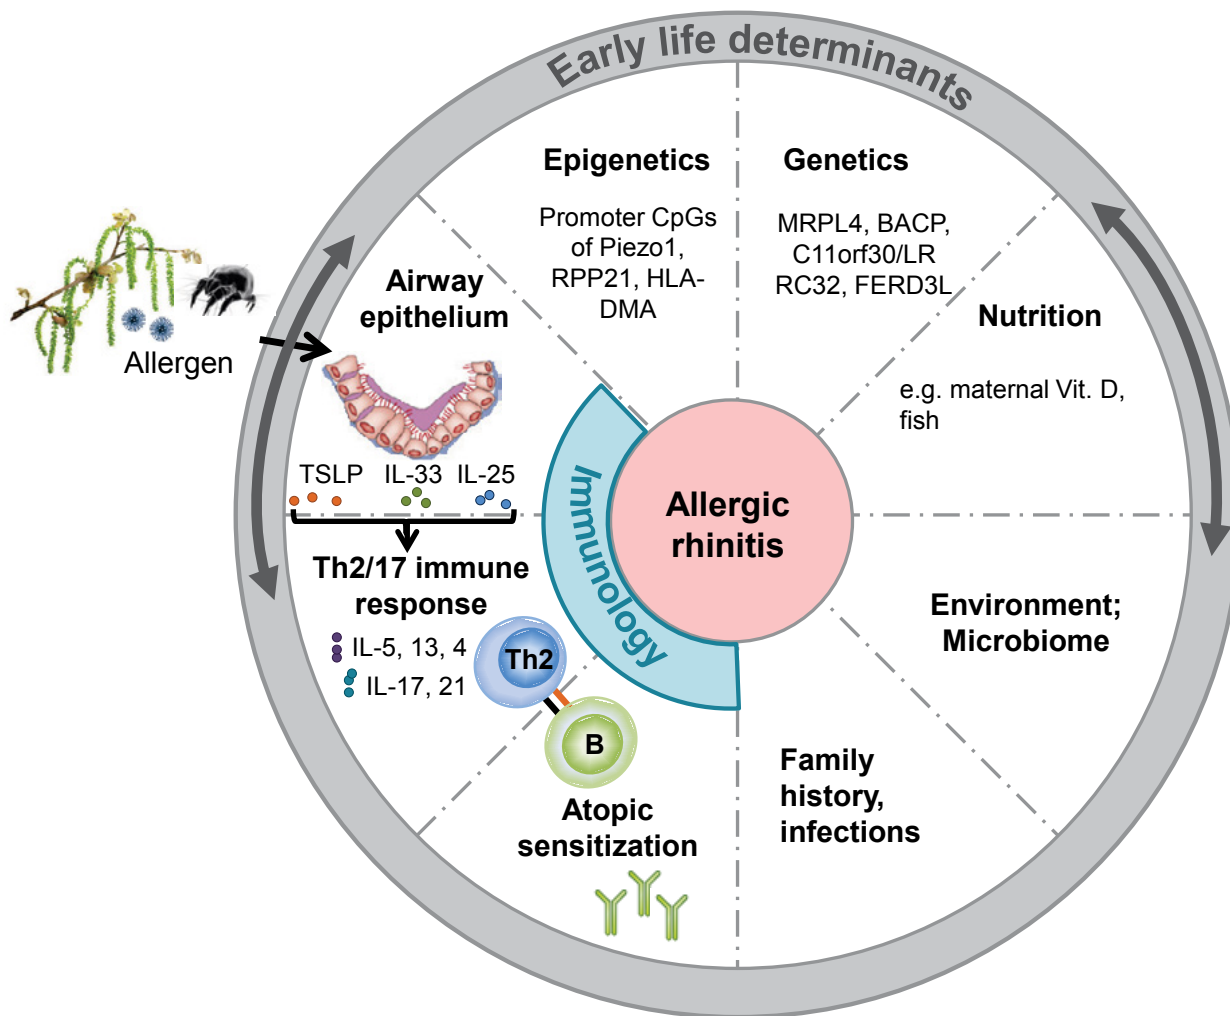 Early life determinants
Epigenetics
Promoter CpGs
of Piezo1,
RPP21, HLA-
DMA
Genetics
MRPL4, BACP,
C11orf30/LR
RC32, FERD3L
Nutrition
e.g. maternal Vit. D,
fish
Environment;
Microbiome
Family
history,
infections
Atopic
sensitization
Th2
B
Th2/17 immune
response
IL-5, 13, 4
IL-17, 21
Airway
epithelium
TSLP
IL-33
IL-25
Allergen
Immunology
Allergic
rhinitis